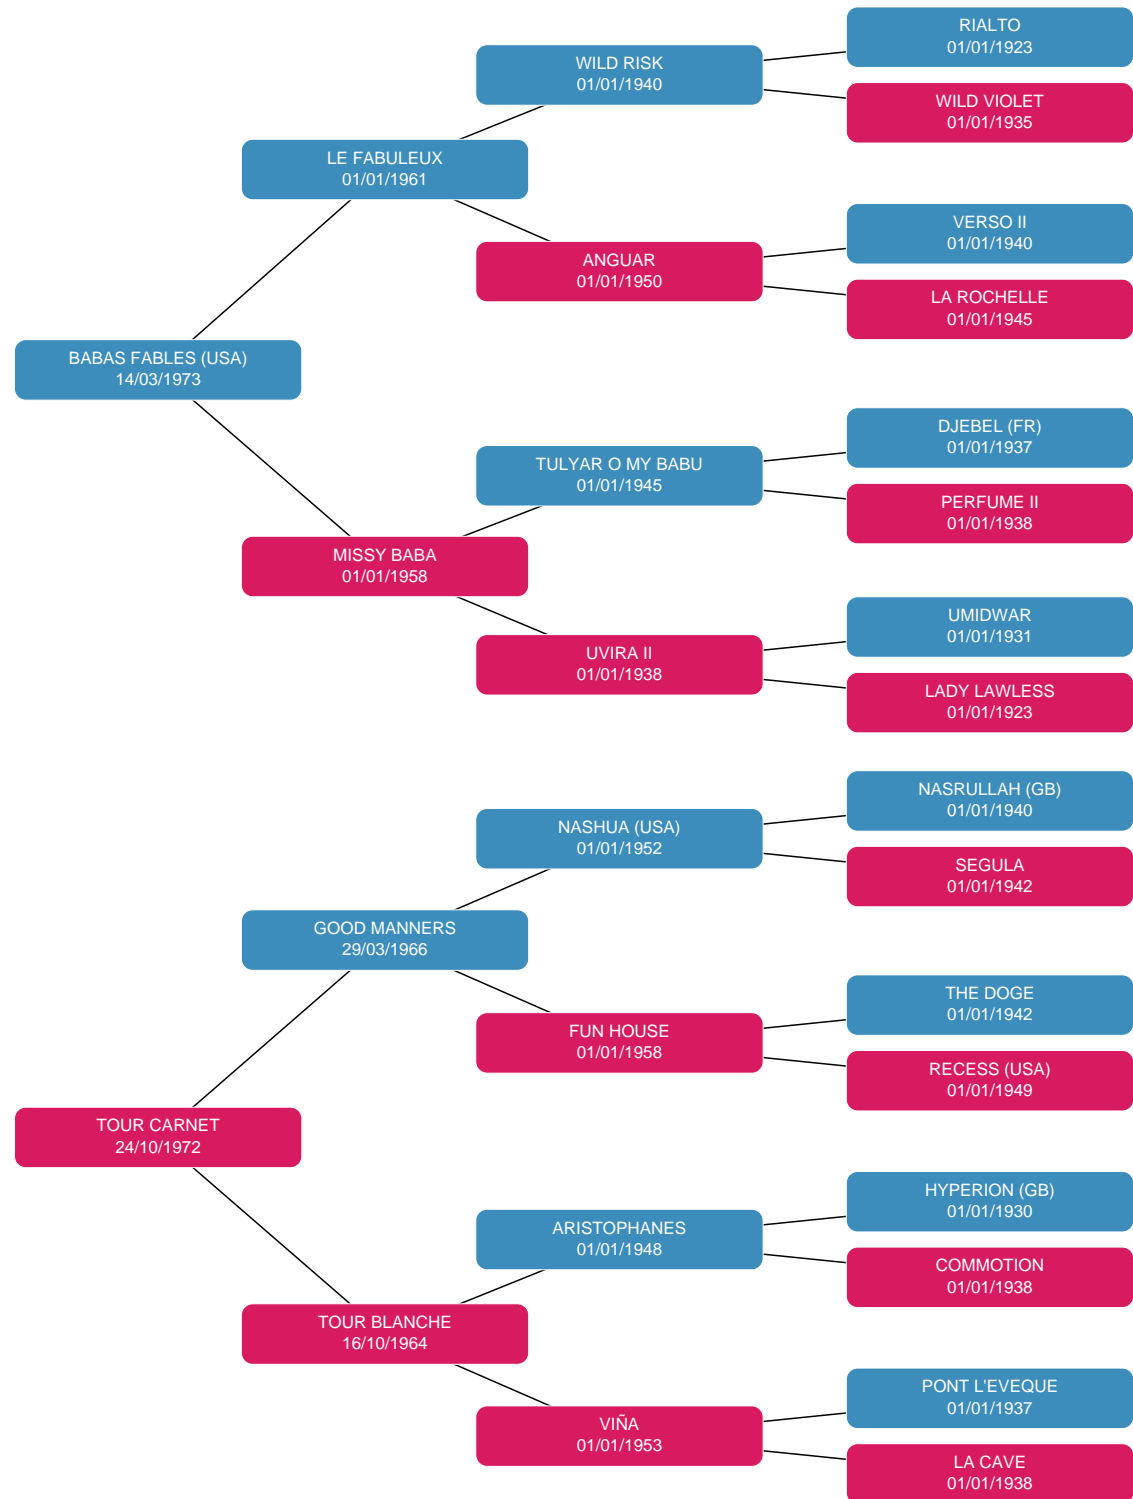 RIALTO
01/01/1923
WILD RISK
01/01/1940
WILD VIOLET
01/01/1935
LE FABULEUX
01/01/1961
VERSO II
01/01/1940
ANGUAR
01/01/1950
LA ROCHELLE
01/01/1945
BABAS FABLES (USA)
14/03/1973
DJEBEL (FR)
01/01/1937
TULYAR O MY BABU
01/01/1945
PERFUME II
01/01/1938
MISSY BABA
01/01/1958
UMIDWAR
01/01/1931
UVIRA II
01/01/1938
LADY LAWLESS
01/01/1923
NASRULLAH (GB)
01/01/1940
NASHUA (USA)
01/01/1952
SEGULA
01/01/1942
GOOD MANNERS
29/03/1966
THE DOGE
01/01/1942
FUN HOUSE
01/01/1958
RECESS (USA)
01/01/1949
TOUR CARNET
24/10/1972
HYPERION (GB)
01/01/1930
ARISTOPHANES
01/01/1948
COMMOTION
01/01/1938
TOUR BLANCHE
16/10/1964
PONT L'EVEQUE
01/01/1937
VIÑA
01/01/1953
LA CAVE
01/01/1938